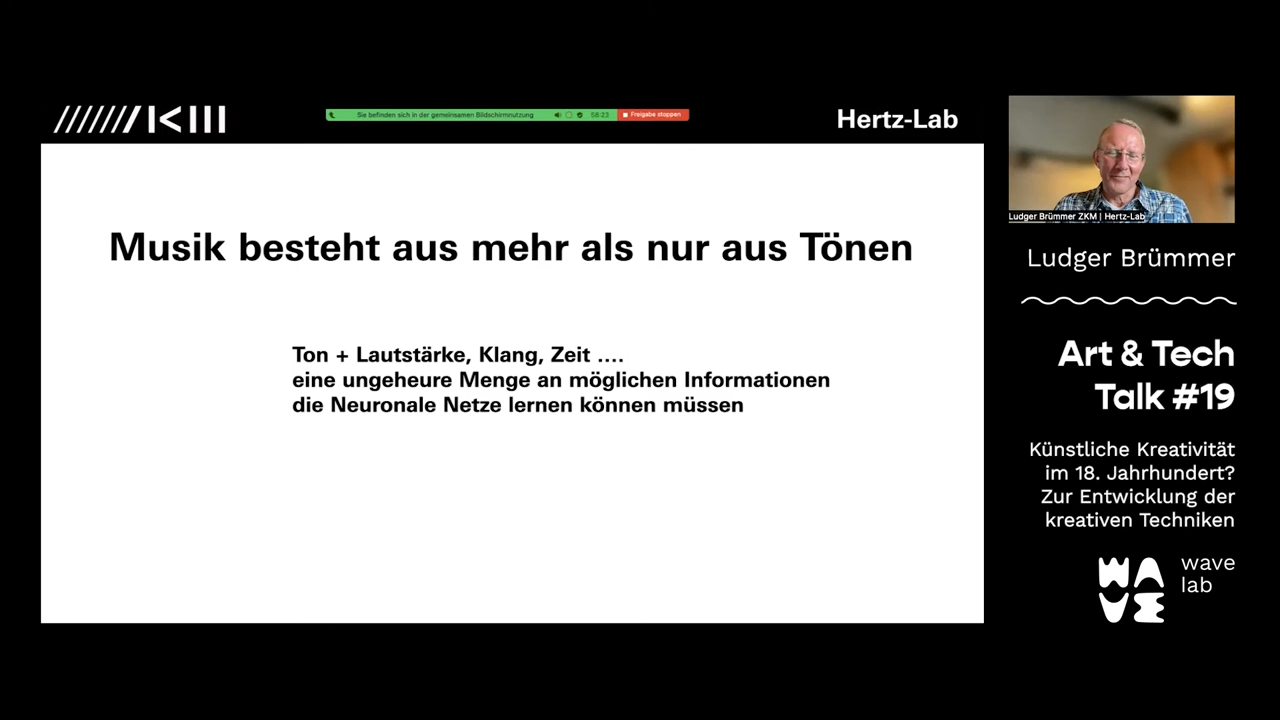 Sie befinden sich in der gemeinsamen Bildschirmnutzung 58:23 Freigabe stoppen
Hertz-Lab
Musik besteht aus mehr als nur aus Tönen
Ton + Lautstärke, Klang, Zeit ....
eine ungeheure Menge an möglichen Informationen
die Neuronale Netze lernen können müssen
Ludger Brümmer ZKM | Hertz-Lab
Ludger Brümmer
Art & Tech
Talk #19
Künstliche Kreativität
im 18. Jahrhundert?
Zur Entwicklung der
kreativen Techniken
WAVE
wave
lab